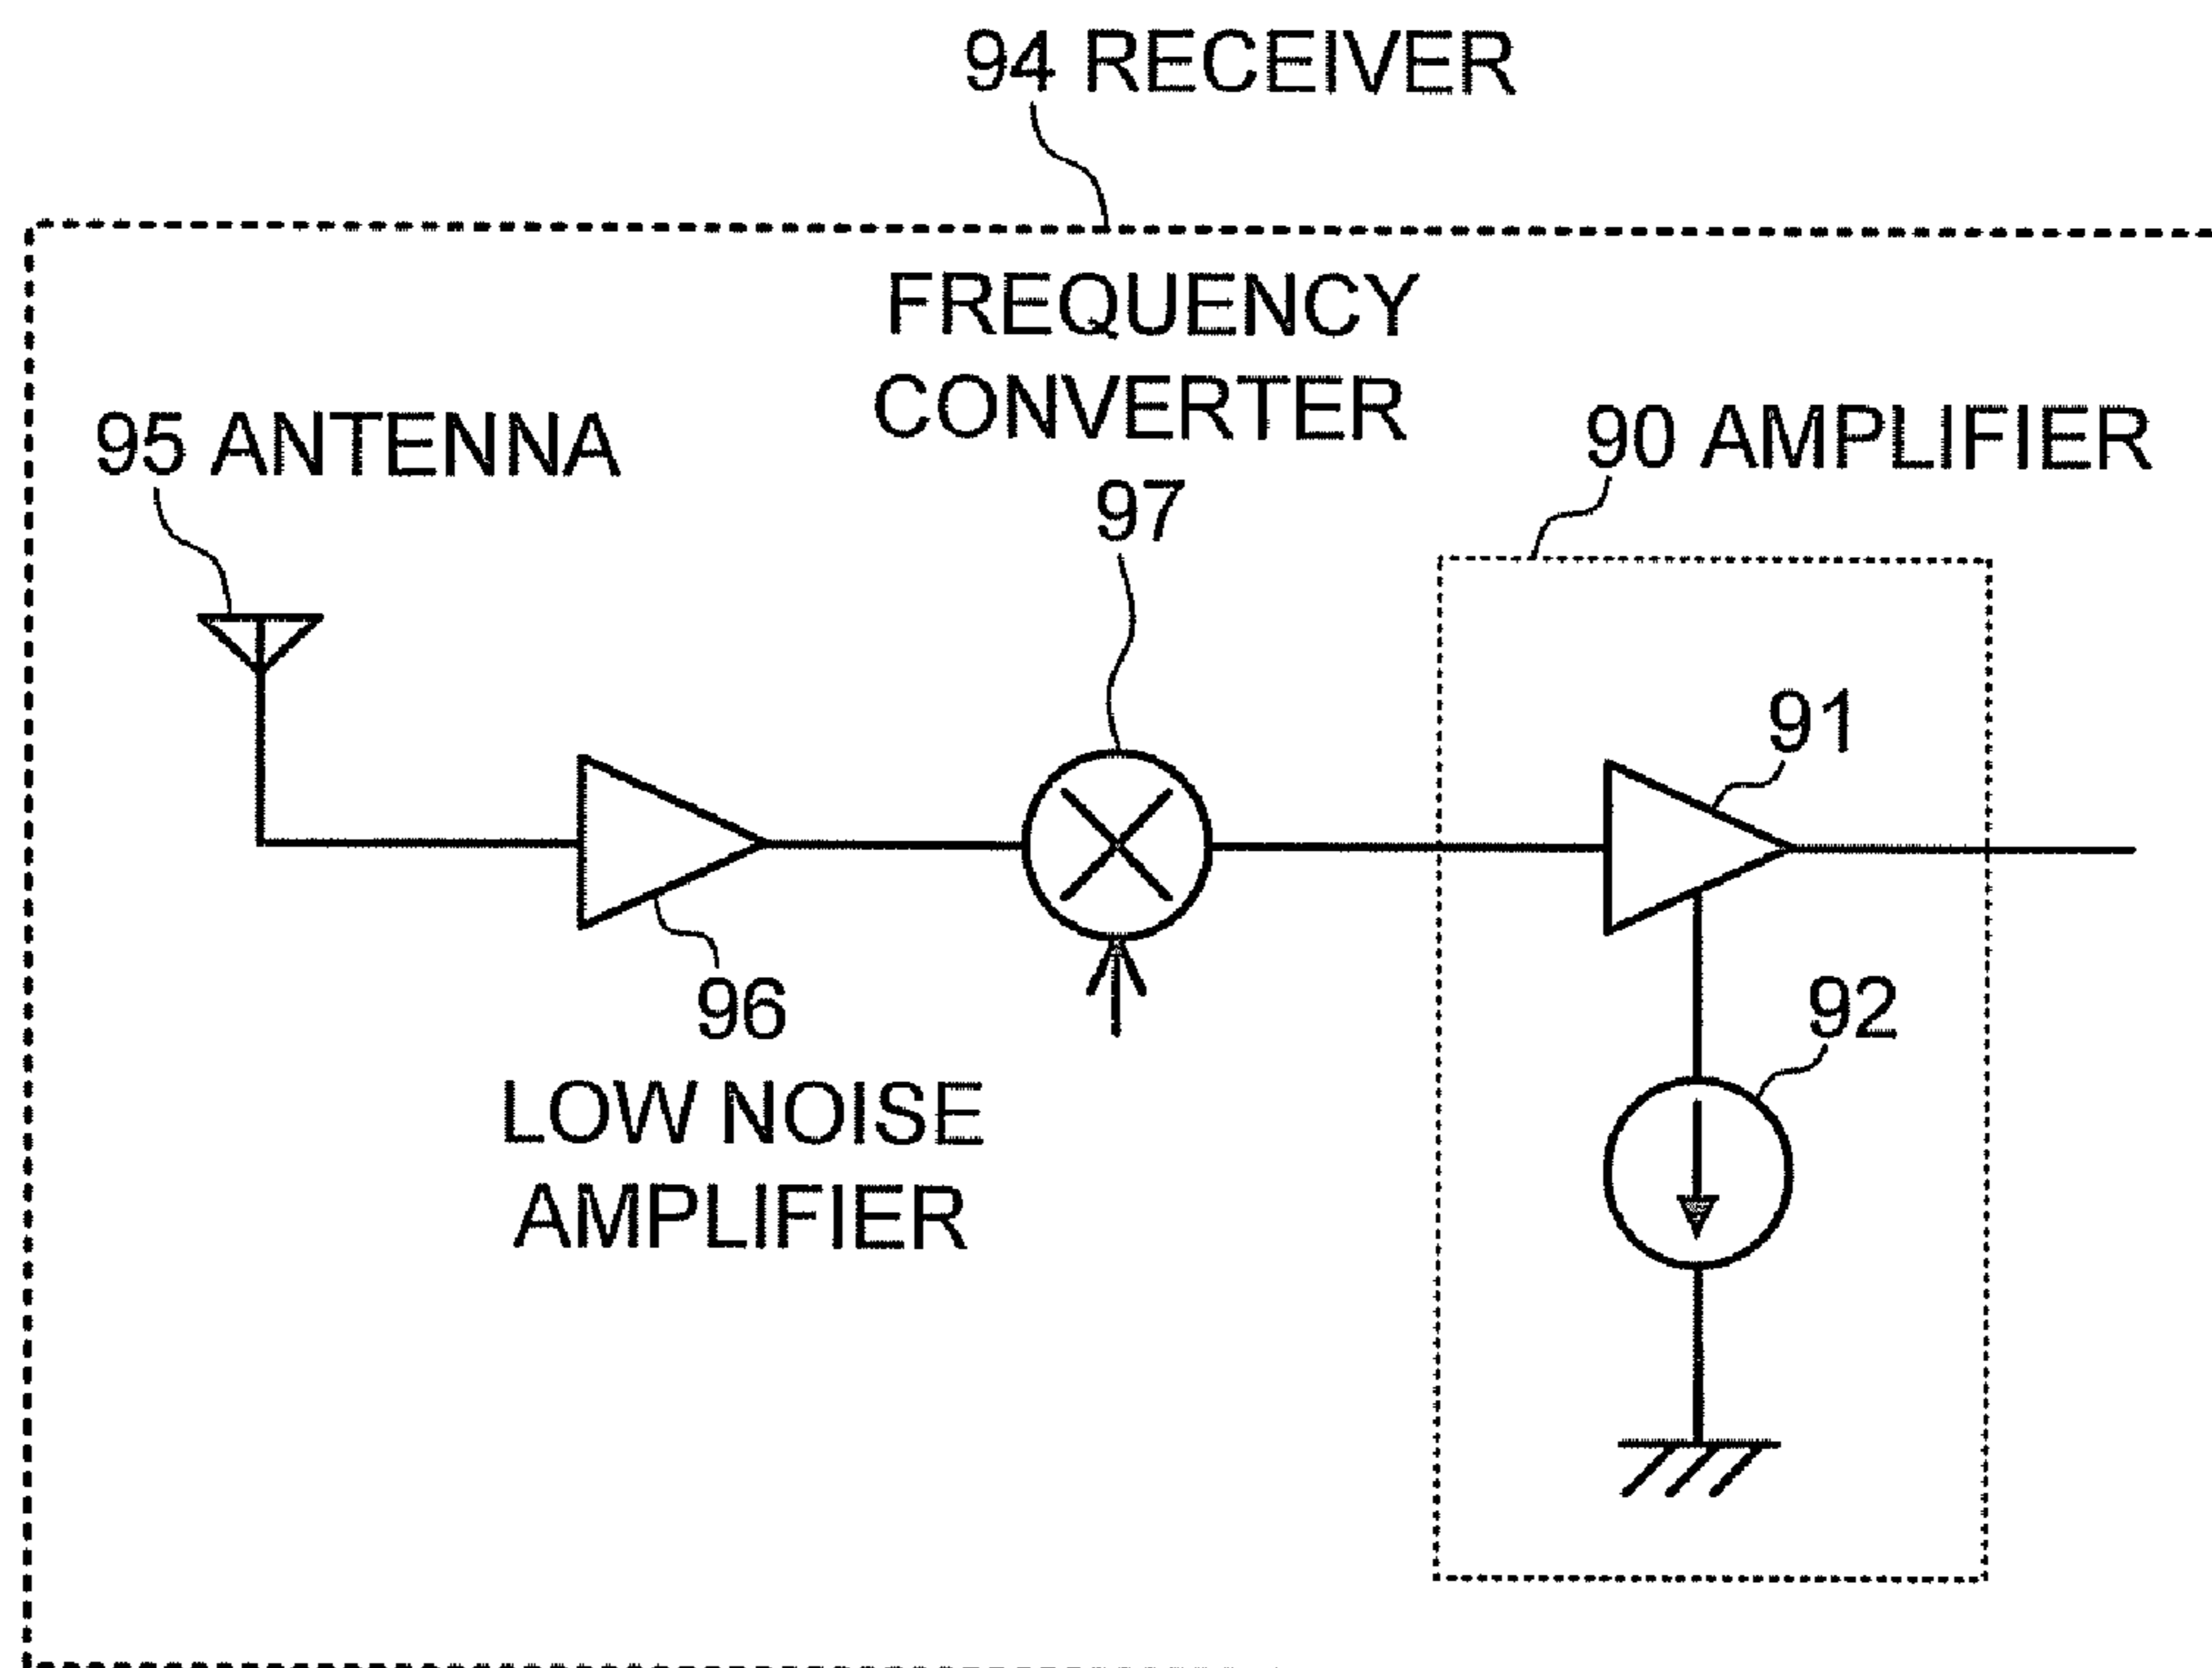 94 RECEIVER
FREQUENCY
CONVERTER
97
95 ANTENNA
90 AMPLIFIER
91
96
LOW NOISE
AMPLIFIER
92